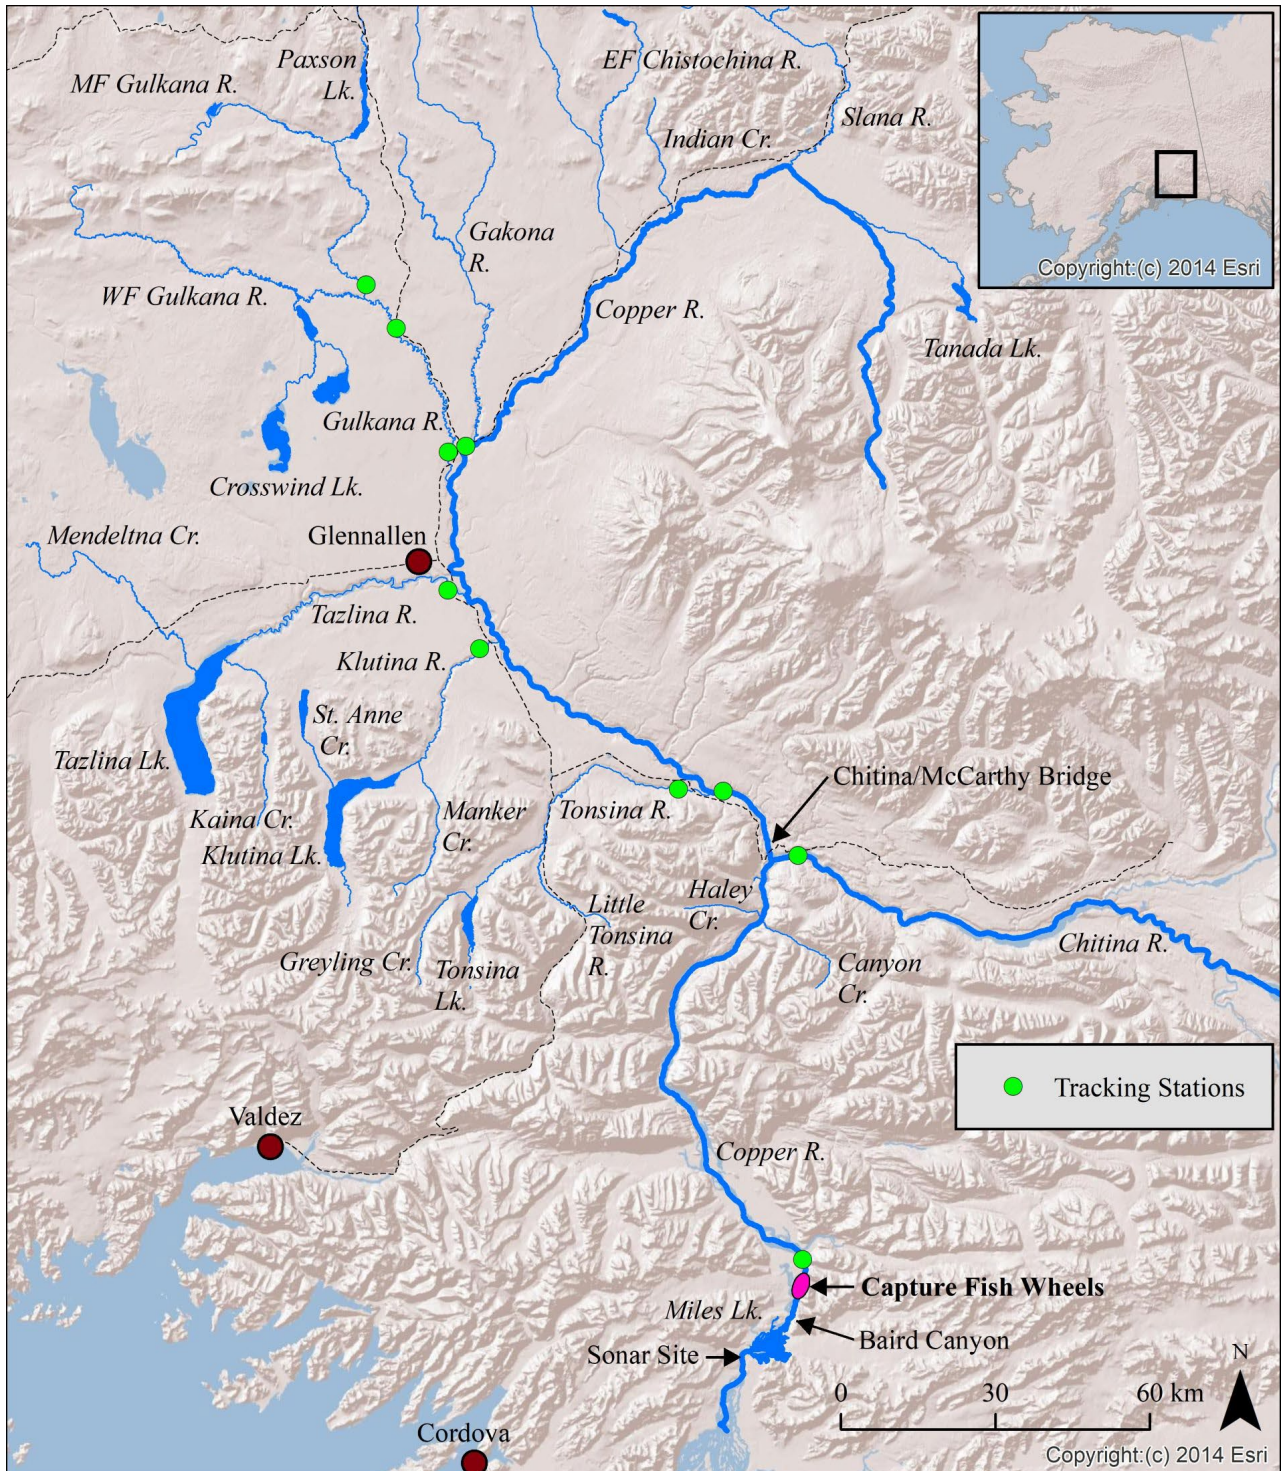 Paxson
Lk.
MF Gulkana R.
EF Chistochina R.
Indian Cr.
Slana R.
Copyright:(c) 2014 Esri
Gakona
R.
WF Gulkana R.
Copper R.
Tanada Lk.
Gulkana R.
Crosswind Lk.
Mendeltna Cr.
Glennallen
Tazlina R.
Klutina R.
St. Anne
Cr.
Tazlina Lk.
Kaina Cr.
Klutina Lk.
Manker
Cr.
Tonsina R.
Chitina/McCarthy Bridge
Haley
Cr.
Little
Tonsina
R.
Chitina R.
Greyling Cr.
Tonsina
Lk.
Canyon
Cr.
Tracking Stations
Valdez
Copper R.
Capture Fish Wheels
Miles Lk.
Baird Canyon
Sonar Site
N
0 30 60 km
Cordova
Copyright:(c) 2014 Esri